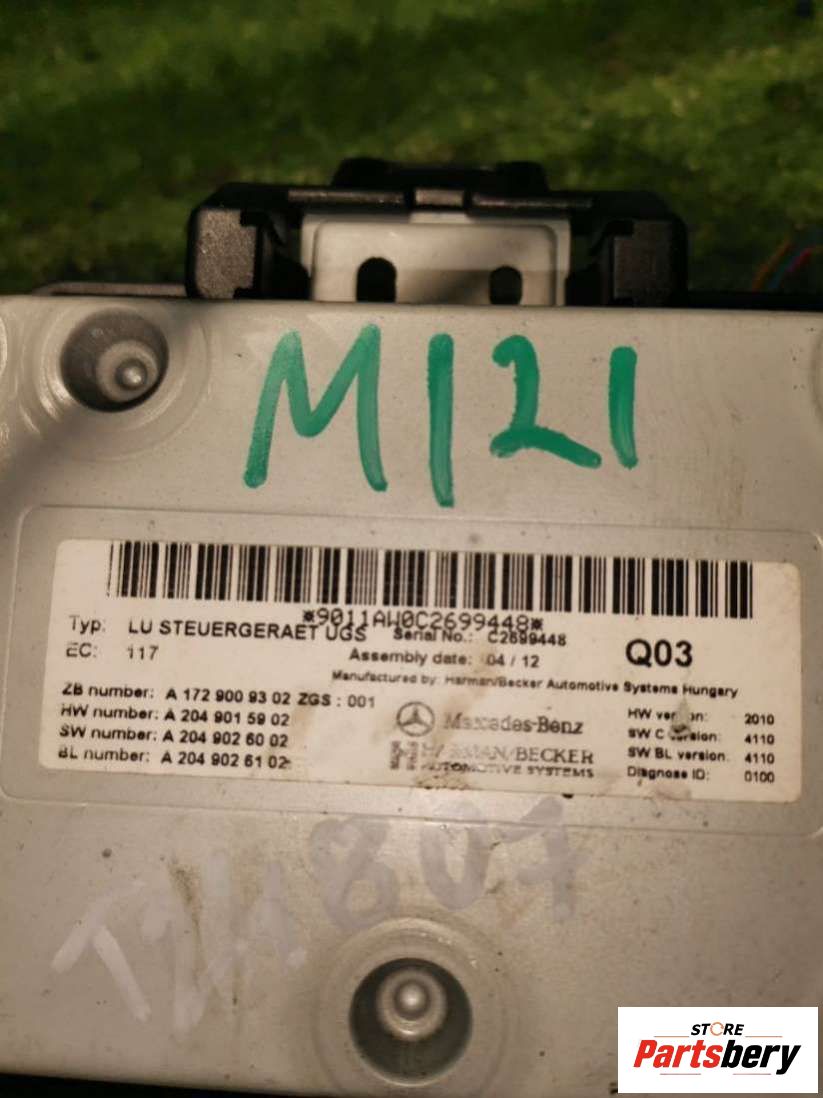 M121
*9011AW0C2699448*
Typ: LU STEUERGERAET UGS Serial No.: C2699448
EC: 117 Assembly date: 04 / 12 Q03
Manufactured by: Harman/Becker Automotive Systems Hungary
ZB number: A 172 900 93 02 ZGS : 001
HW number: A 204 901 59 02
SW number: A 204 902 60 02
BL number: A 204 902 61 02
Mercedes-Benz
HARMAN/BECKER
AUTOMOTIVE SYSTEMS
HW version: 2010
SW C version: 4110
SW BL version: 4110
Diagnose ID: 0100
STORE
Partsbery